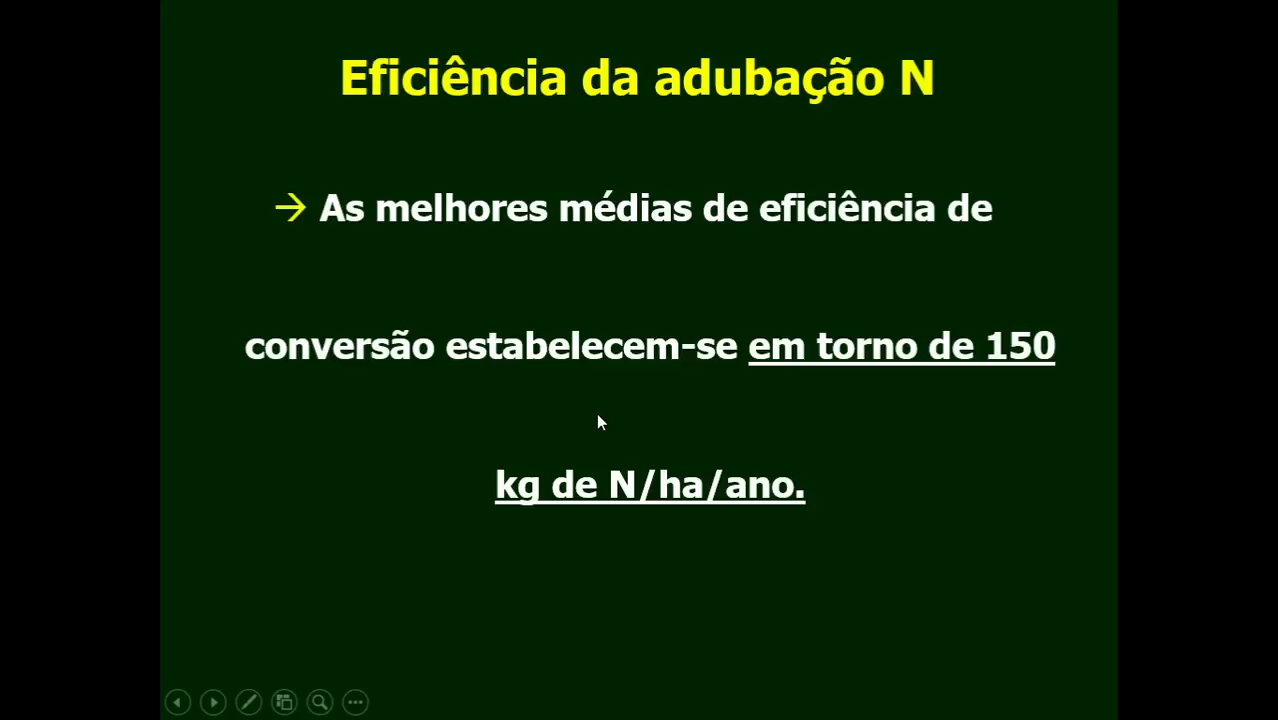 Eficiência da adubação N
→ As melhores médias de eficiência de
conversão estabelecem-se em torno de 150
kg de N/ha/ano.